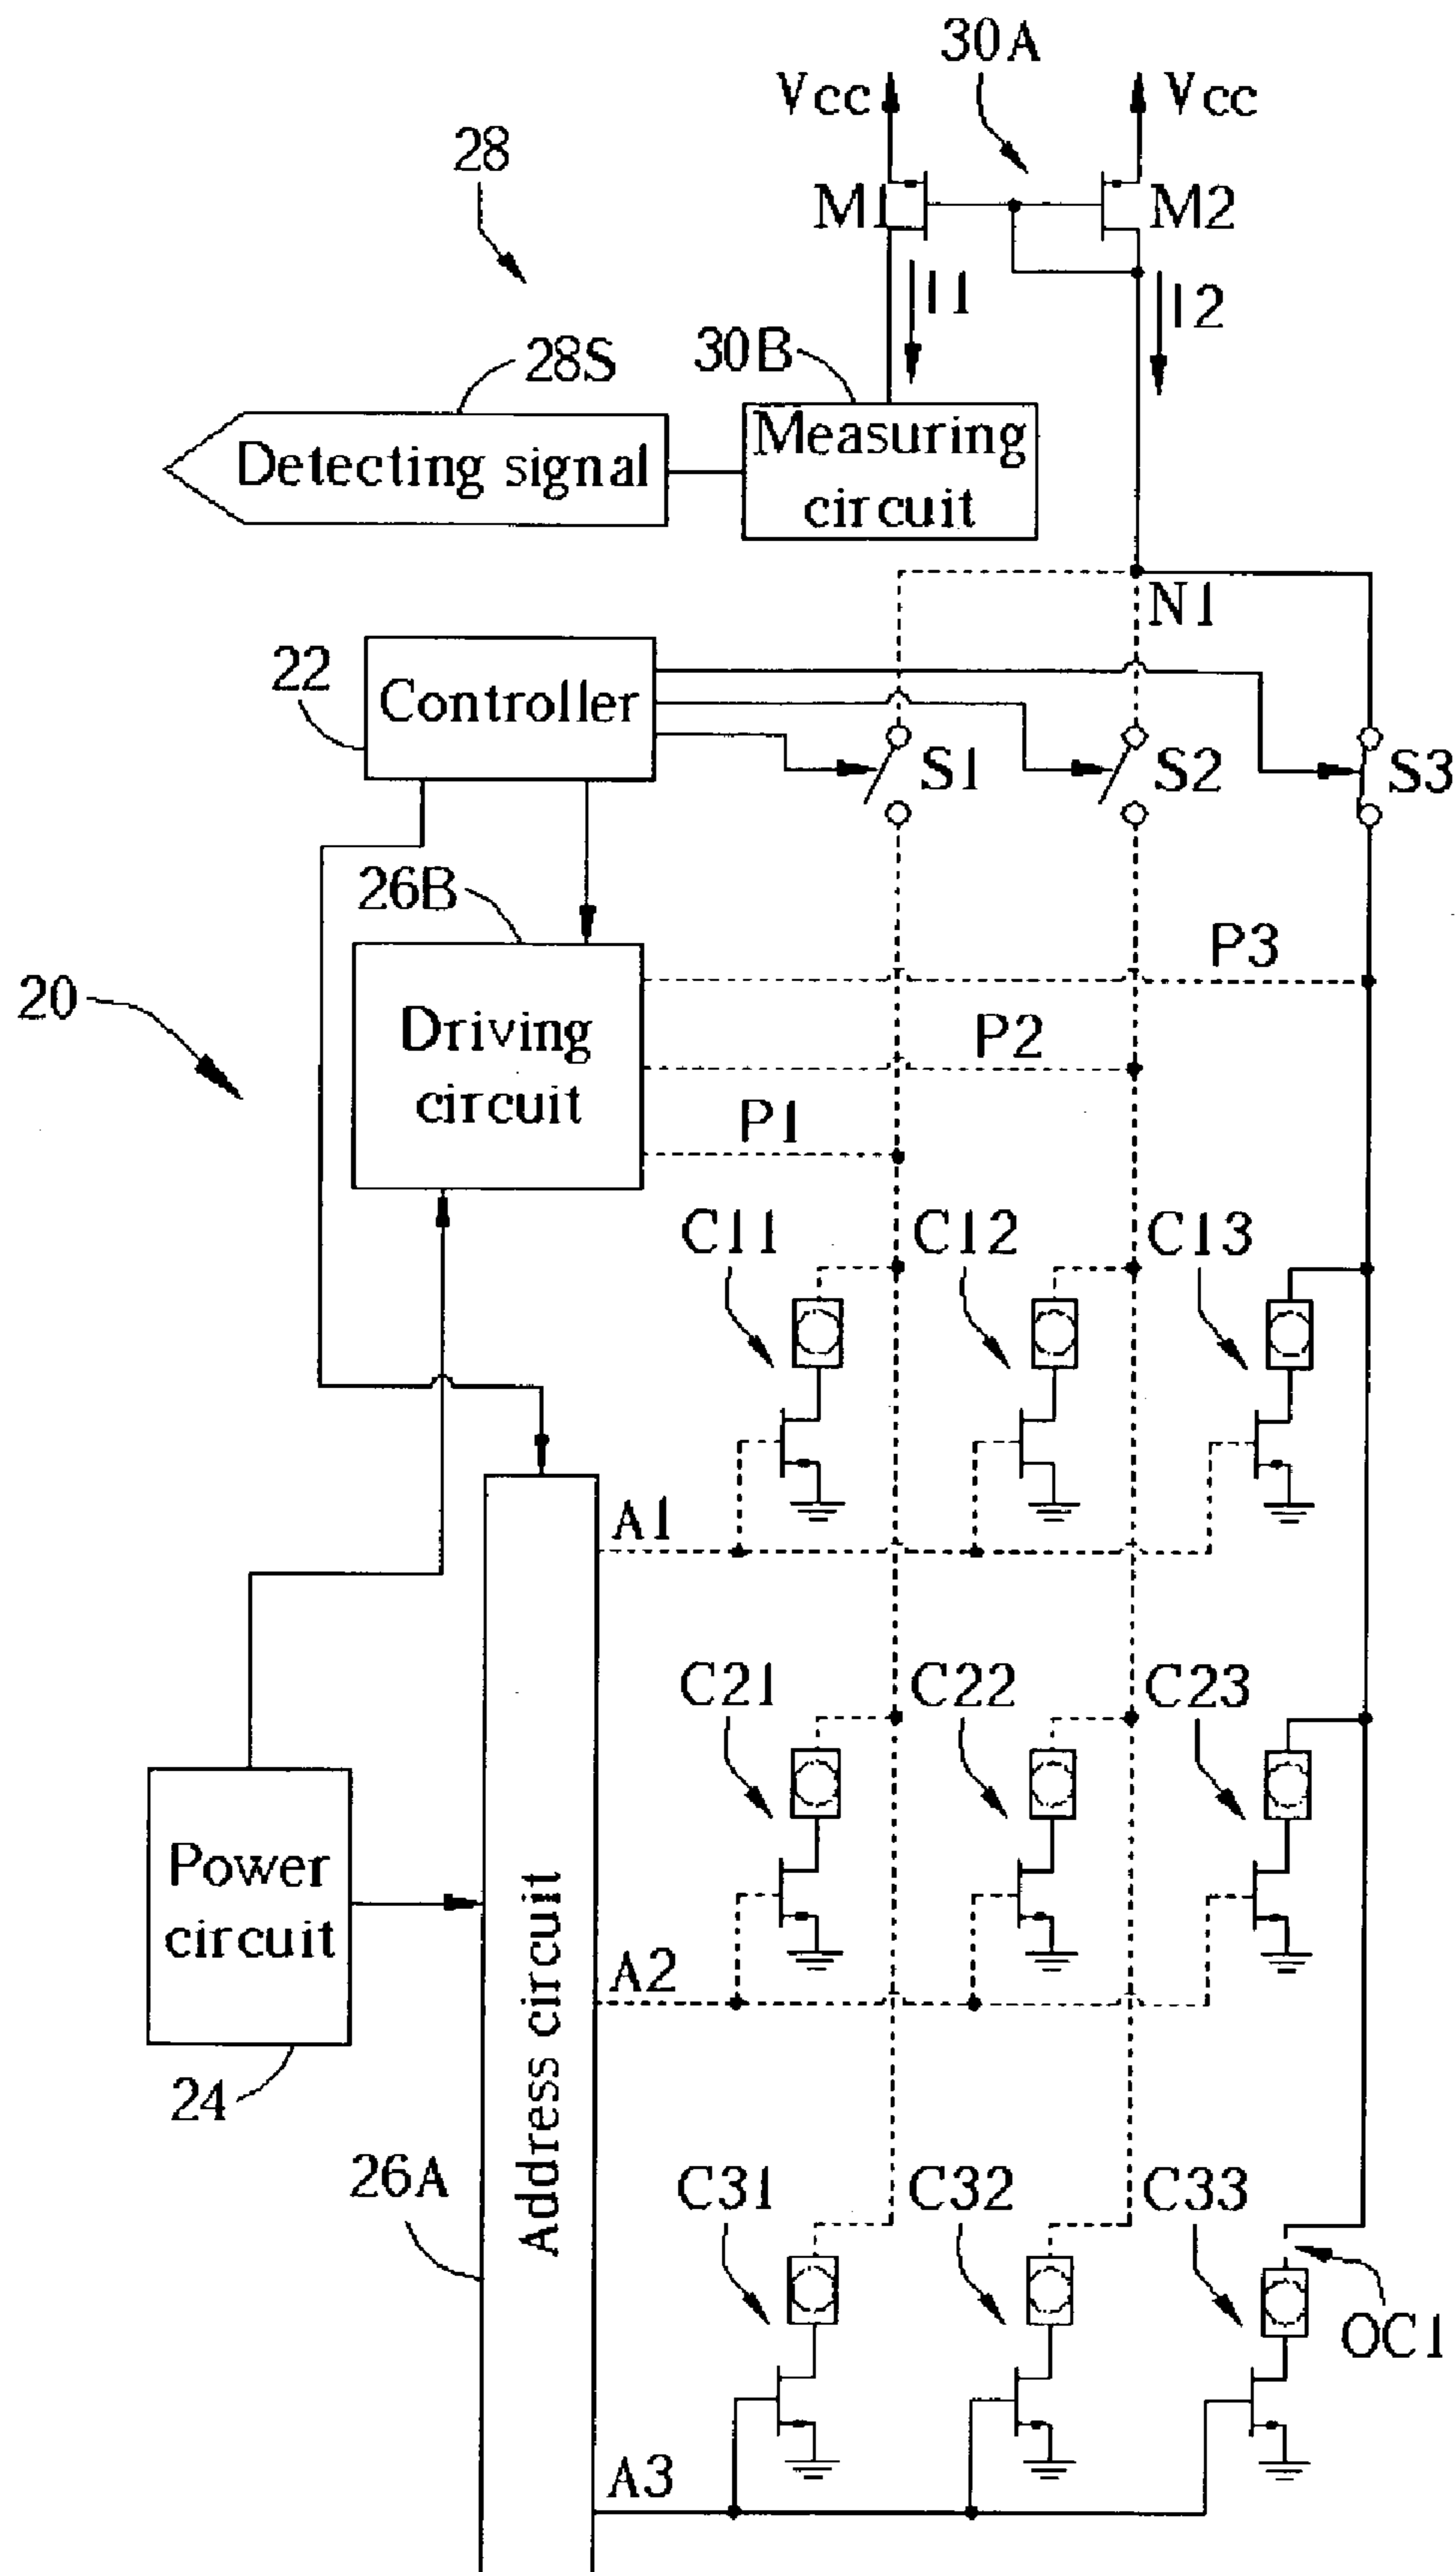 30A
Vcc
Vcc
28
M1
M2
I1
I2
28S
30B
Detecting signal
Measuring
circuit
N1
22
Controller
S1
S2
S3
26B
P3
20
Driving
circuit
P2
P1
C11
C12
C13
A1
C21
C22
C23
Power
circuit
Address circuit
A2
24
26A
C31
C32
C33
OC1
A3